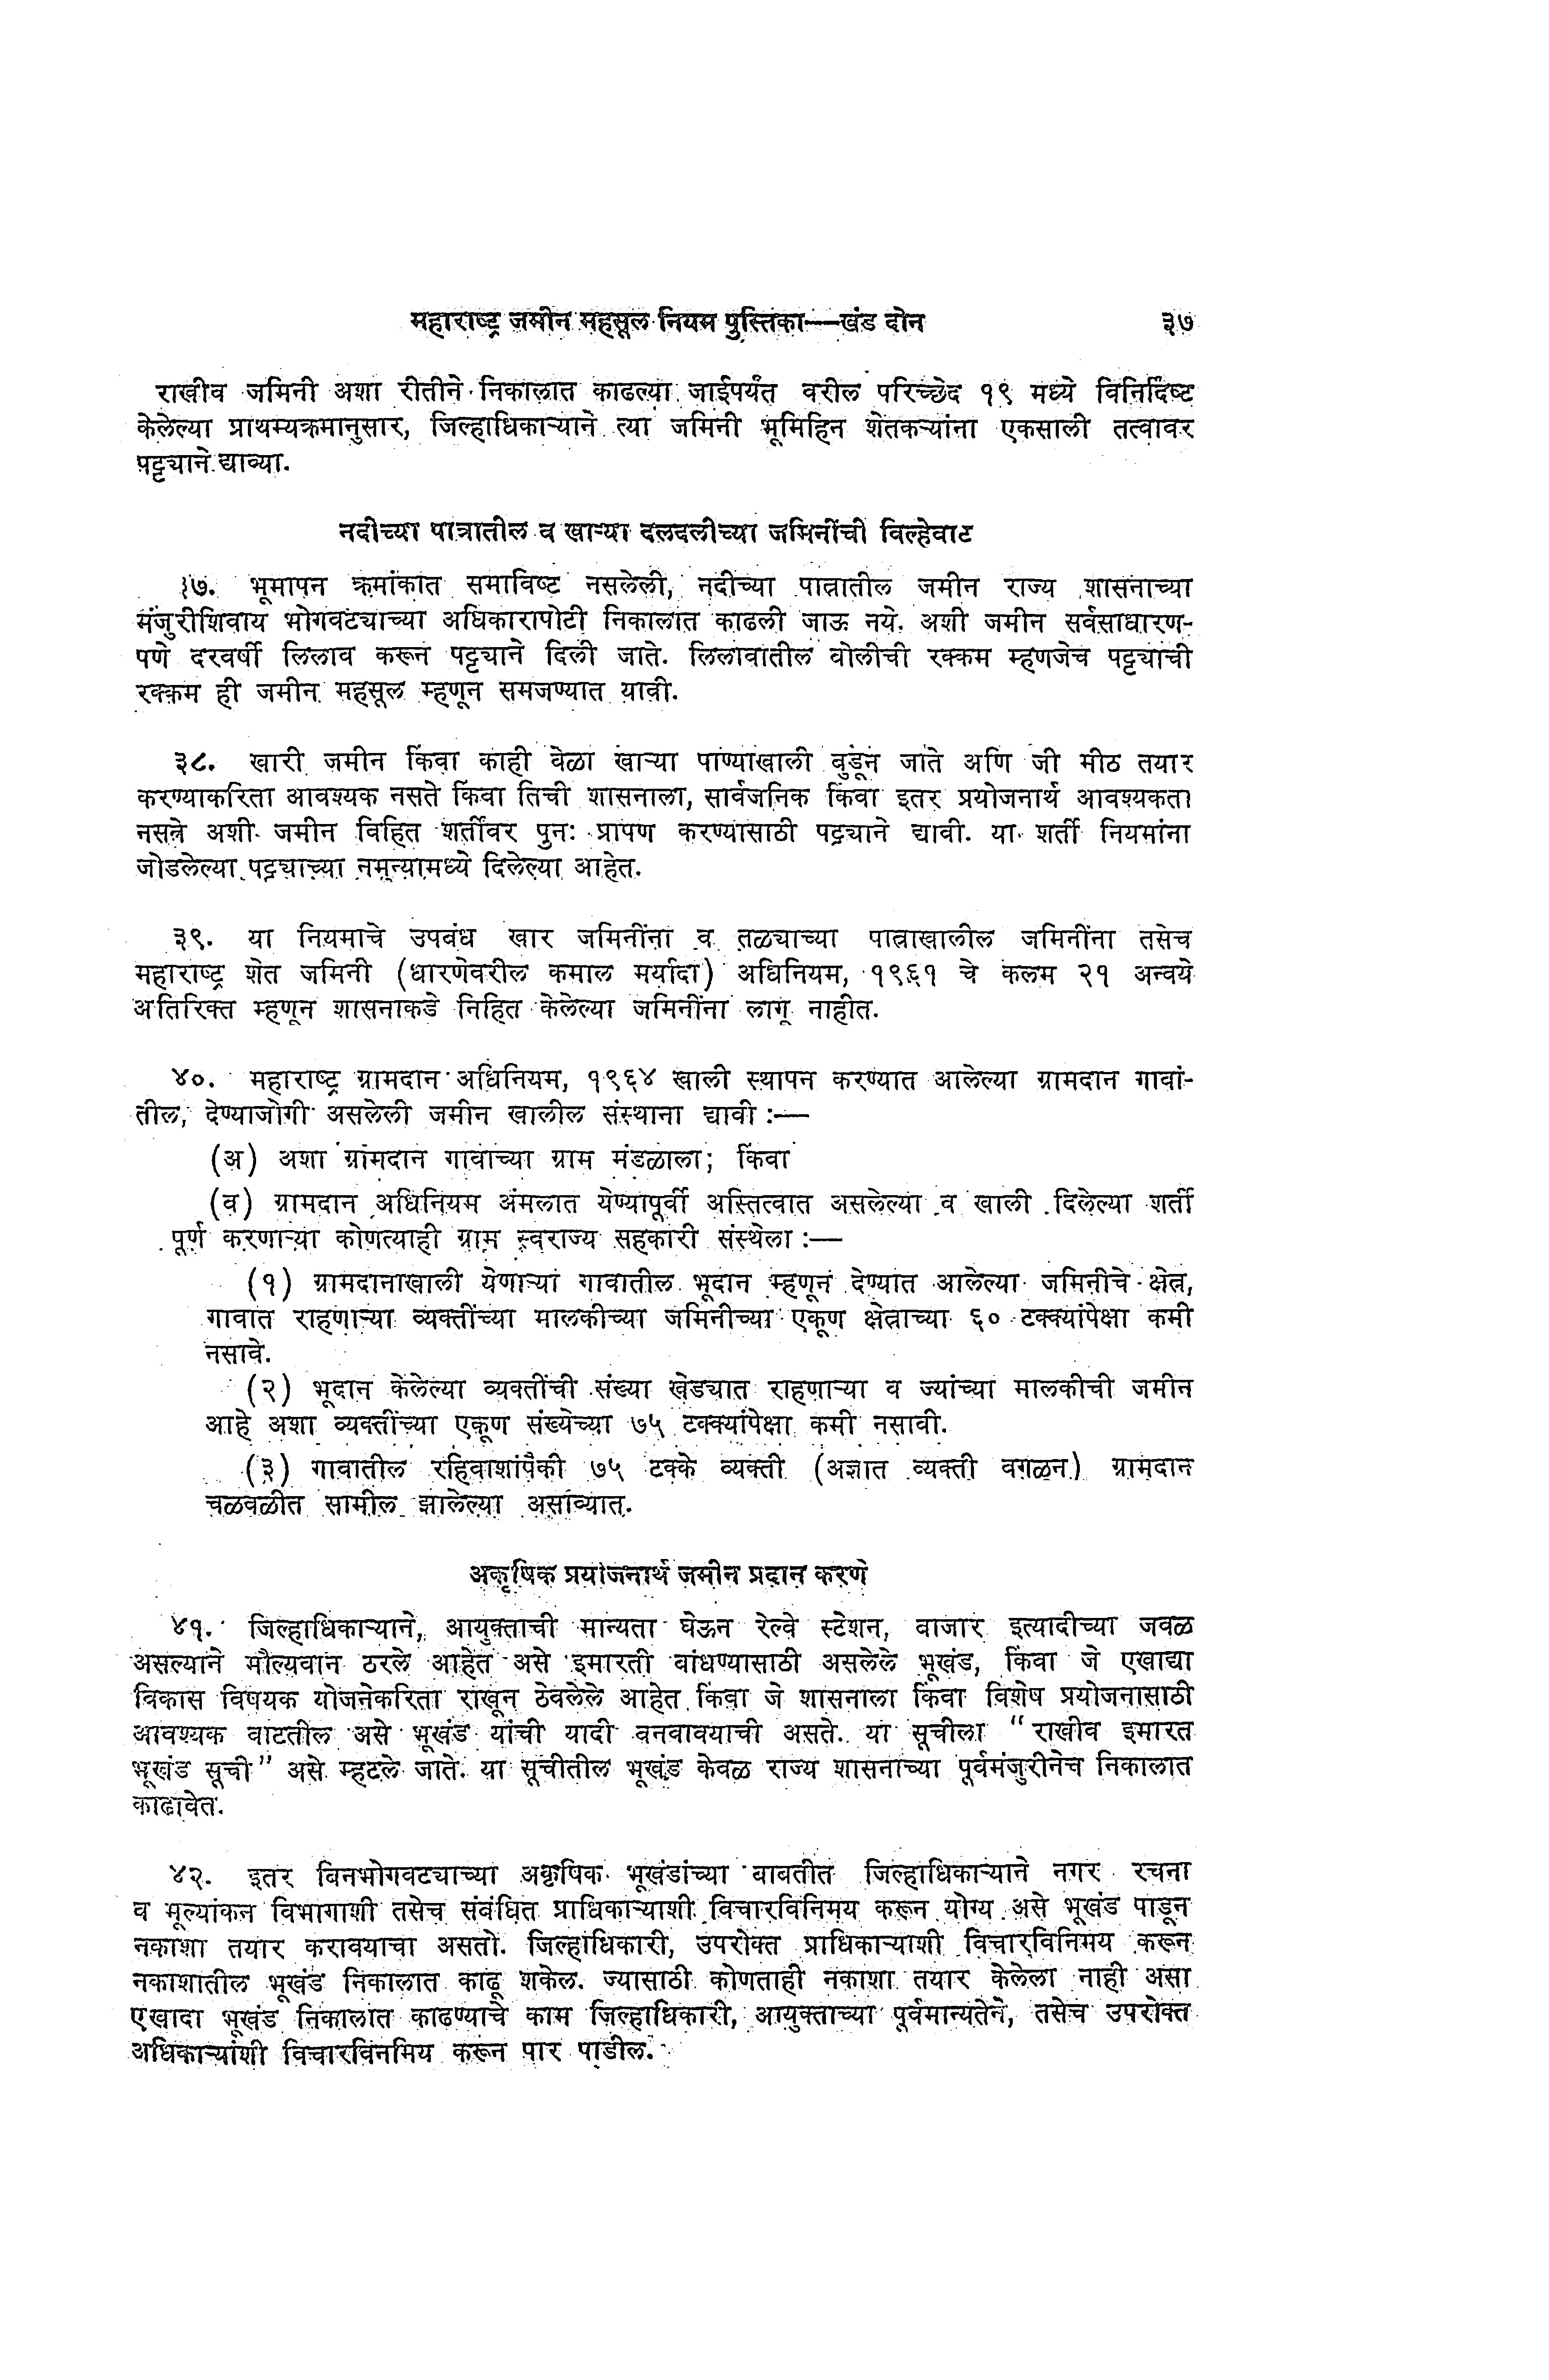 महाराष्ट्र जमीन महसूल नियम पुस्तिका—खंड दोन ३७
राखीव जमिनी अशा रीतीने निकालात काढल्या जाईपर्यंत वरील परिच्छेद १९ मध्ये विनिर्दिष्ट
केलेल्या प्राथम्यक्रमानुसार, जिल्हाधिकाऱ्याने त्या जमिनी भूमिहिन शेतकऱ्यांना एकसाली तत्वावर
पट्ट्याने द्याव्या.
नदीच्या पात्रातील व खाऱ्या दलदलीच्या जमिनींची विल्हेवाट
३७. भूमापन क्रमांकात समाविष्ट नसलेली, नदीच्या पात्रातील जमीन राज्य शासनाच्या
मंजुरीशिवाय भोगवट्याच्या अधिकारापोटी निकालात काढली जाऊ नये. अशी जमीन सर्वसाधारण-
पणे दरवर्षी लिलाव करून पट्ट्याने दिली जाते. लिलावातील बोलीची रक्कम म्हणजेच पट्ट्याची
रक्कम ही जमीन महसूल म्हणून समजण्यात यावी.
३८. खारी जमीन किंवा काही वेळा खाऱ्या पाण्याखाली बुडून जाते अणि जी मीठ तयार
करण्याकरिता आवश्यक नसते किंवा तिची शासनाला, सार्वजनिक किंवा इतर प्रयोजनार्थ आवश्यकता
नसते अशी जमीन विहित शर्तींवर पुनः प्रापण करण्यासाठी पट्ट्याने द्यावी. या शर्ती नियमांना
जोडलेल्या पट्ट्याच्या नमून्यामध्ये दिलेल्या आहेत.
३९. या नियमाचे उपबंध खार जमिनींना व तळ्याच्या पात्राखालील जमिनींना तसेच
महाराष्ट्र शेत जमिनी (धारणेवरील कमाल मर्यादा) अधिनियम, १९६१ चे कलम २१ अन्वये
अतिरिक्त म्हणून शासनाकडे निहित केलेल्या जमिनींना लागू नाहीत.
४०. महाराष्ट्र ग्रामदान अधिनियम, १९६४ खाली स्थापन करण्यात आलेल्या ग्रामदान गावां-
तील, देण्याजोगी असलेली जमीन खालील संस्थाना द्यावी :—
(अ) अशा ग्रामदान गावाच्या ग्राम मंडळाला; किंवा
(ब) ग्रामदान अधिनियम अंमलात येण्यापूर्वी अस्तित्वात असलेल्या व खाली दिलेल्या शर्ती
पूर्ण करणाऱ्या कोणत्याही ग्राम स्वराज्य सहकारी संस्थेला :—
(१) ग्रामदानाखाली येणाऱ्या गावातील भूदान म्हणून देण्यात आलेल्या जमिनीचे क्षेत्र,
गावात राहणाऱ्या व्यक्तींच्या मालकीच्या जमिनीच्या एकूण क्षेत्राच्या ६० टक्क्यांपेक्षा कमी
नसावे.
(२) भूदान केलेल्या व्यक्तींची संख्या खेड्यात राहणाऱ्या व ज्यांच्या मालकीची जमीन
आहे अशा व्यक्तींच्या एकूण संख्येच्या ७५ टक्क्यांपेक्षा कमी नसावी.
(३) गावातील रहिवाशांपैकी ७५ टक्के व्यक्ती (अज्ञात व्यक्ती वगळून) ग्रामदान
चळवळीत सामील झालेल्या असाव्यात.
अकृषिक प्रयोजनार्थ जमीन प्रदान करणे
४१. जिल्हाधिकाऱ्याने, आयुक्ताची मान्यता घेऊन रेल्वे स्टेशन, बाजार इत्यादीच्या जवळ
असल्याने मौल्यवान ठरले आहेत असे इमारती बांधण्यासाठी असलेले भूखंड, किंवा जे एखाद्या
विकास विषयक योजनेकरिता राखून ठेवलेले आहेत किंवा जे शासनाला किंवा विशेष प्रयोजनासाठी
आवश्यक वाटतील असे भूखंड यांची यादी बनवावयाची असते. या सूचीला "राखीव इमारत
भूखंड सूची" असे म्हटले जाते. या सूचीतील भूखंड केवळ राज्य शासनाच्या पूर्वमंजुरीनेच निकालात
काढावेत.
४२. इतर बिनभोगवट्याच्या अकृषिक भूखंडांच्या बाबतीत जिल्हाधिकाऱ्याने नगर रचना
व मूल्यांकन विभागाशी तसेच संबंधित प्राधिकाऱ्याशी विचारविनिमय करून योग्य असे भूखंड पाडून
नकाशा तयार करावयाचा असतो. जिल्हाधिकारी, उपरोक्त प्राधिकाऱ्याशी विचारविनिमय करून
नकाशातील भूखंड निकालात काढू शकेल. ज्यासाठी कोणताही नकाशा तयार केलेला नाही असा
एखादा भूखंड निकालात काढण्याचे काम जिल्हाधिकारी, आयुक्ताच्या पूर्वमान्यतेने, तसेच उपरोक्त
अधिकाऱ्यांशी विचारविनमिय करून पार पाडील.